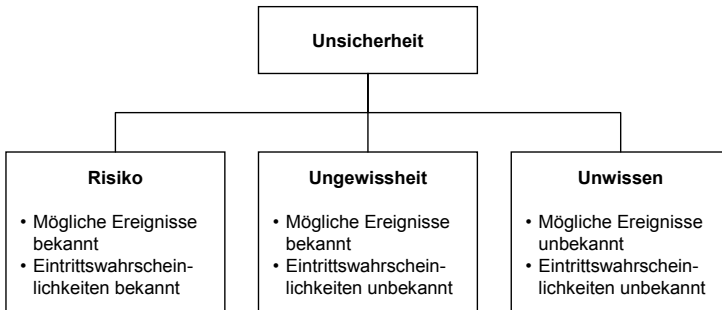 Unsicherheit
Risiko
• Mögliche Ereignisse
bekannt
• Eintrittswahrschein-
lichkeiten bekannt
Ungewissheit
• Mögliche Ereignisse
bekannt
• Eintrittswahrschein-
lichkeiten unbekannt
Unwissen
• Mögliche Ereignisse
unbekannt
• Eintrittswahrschein-
lichkeiten unbekannt